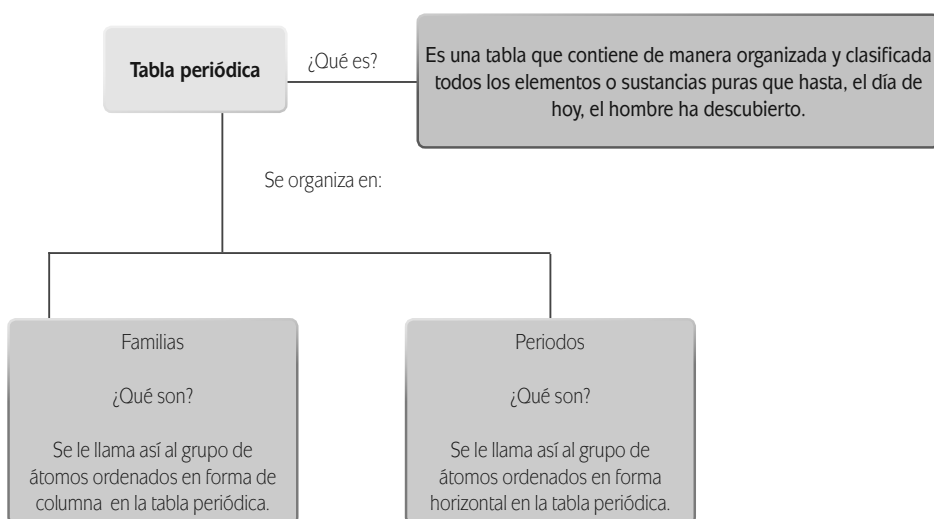 Tabla periódica
¿Qué es?
Es una tabla que contiene de manera organizada y clasificada
todos los elementos o sustancias puras que hasta, el día de
hoy, el hombre ha descubierto.
Se organiza en:
Familias
¿Qué son?
Se le llama así al grupo de
átomos ordenados en forma de
columna en la tabla periódica.
Periodos
¿Qué son?
Se le llama así al grupo de
átomos ordenados en forma
horizontal en la tabla periódica.